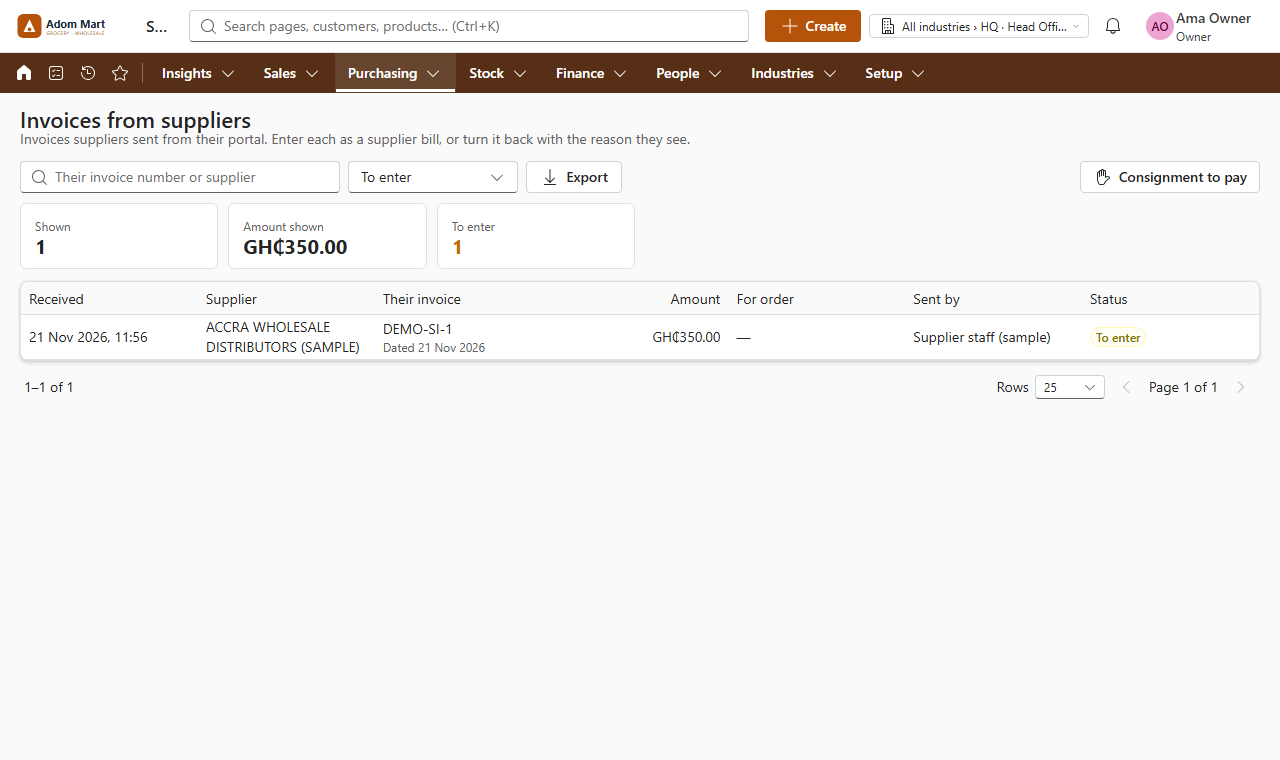 Adom Mart
GROCERY · WHOLESALE
S...
Search pages, customers, products... (Ctrl+K)
Create
All industries › HQ · Head Offi...
AO
Ama Owner
Owner
Insights
Sales
Purchasing
Stock
Finance
People
Industries
Setup
Invoices from suppliers
Invoices suppliers sent from their portal. Enter each as a supplier bill, or turn it back with the reason they see.
Their invoice number or supplier
To enter
Export
Consignment to pay
Shown
1
Amount shown
GH₵350.00
To enter
1
Received Supplier Their invoice Amount For order Sent by Status
21 Nov 2026, 11:56
ACCRA WHOLESALE
DISTRIBUTORS (SAMPLE)
DEMO-SI-1
Dated 21 Nov 2026
GH₵350.00
—
Supplier staff (sample)
To enter
1–1 of 1
Rows
25
Page 1 of 1